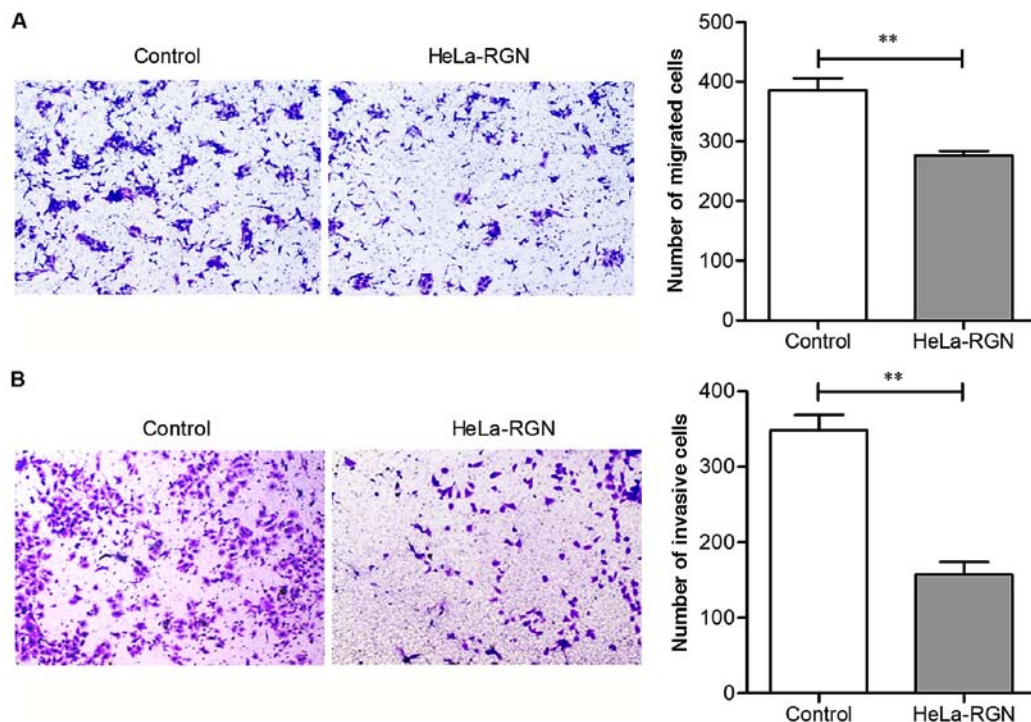 A
Control
HeLa-RGN
Number of migrated cells
500
400
300
200
100
0
**
Control
HeLa-RGN
B
Control
HeLa-RGN
Number of invasive cells
400
300
200
100
0
**
Control
HeLa-RGN